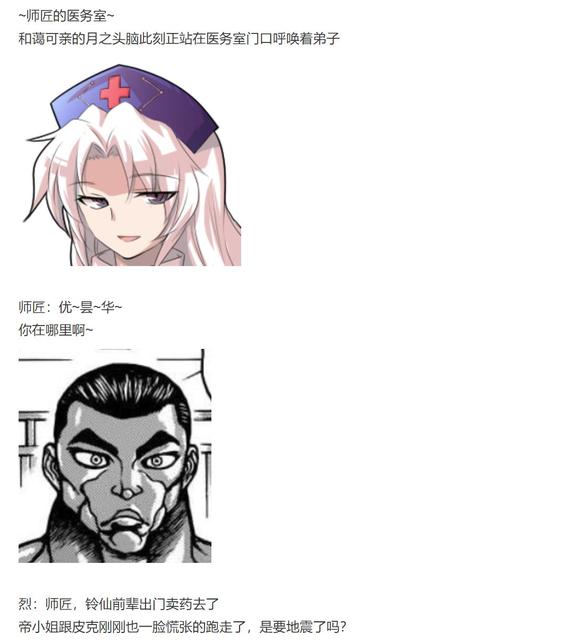 ~师匠的医务室~
和蔼可亲的月之头脑此刻正站在医务室门口呼唤着弟子
师匠：优~昙~华~
你在哪里啊~
烈：师匠，铃仙前辈出门卖药去了
帝小姐跟皮克刚刚也一脸慌张的跑走了，是要地震了吗？